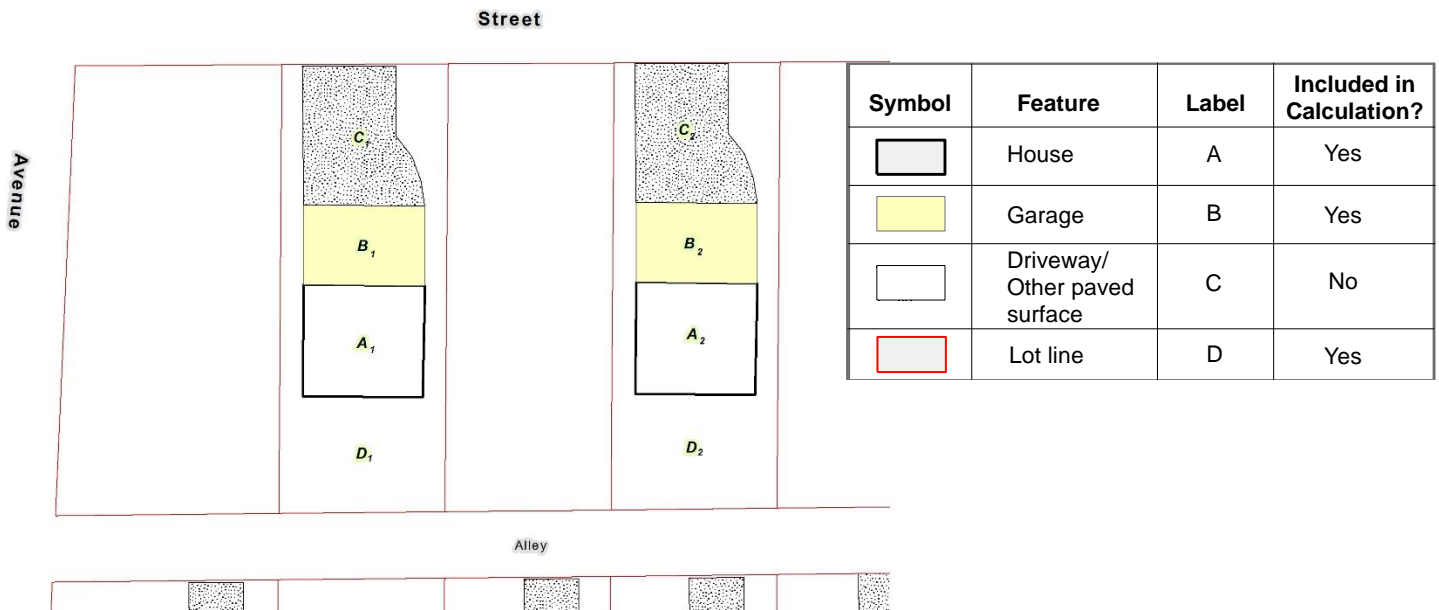 Street
Avenue
C1
C2
B1
B2
A1
A2
D1
D2
Alley
Symbol Feature Label Included in
Calculation?
House A Yes
Garage B Yes
Driveway/
Other paved
surface C No
Lot line D Yes